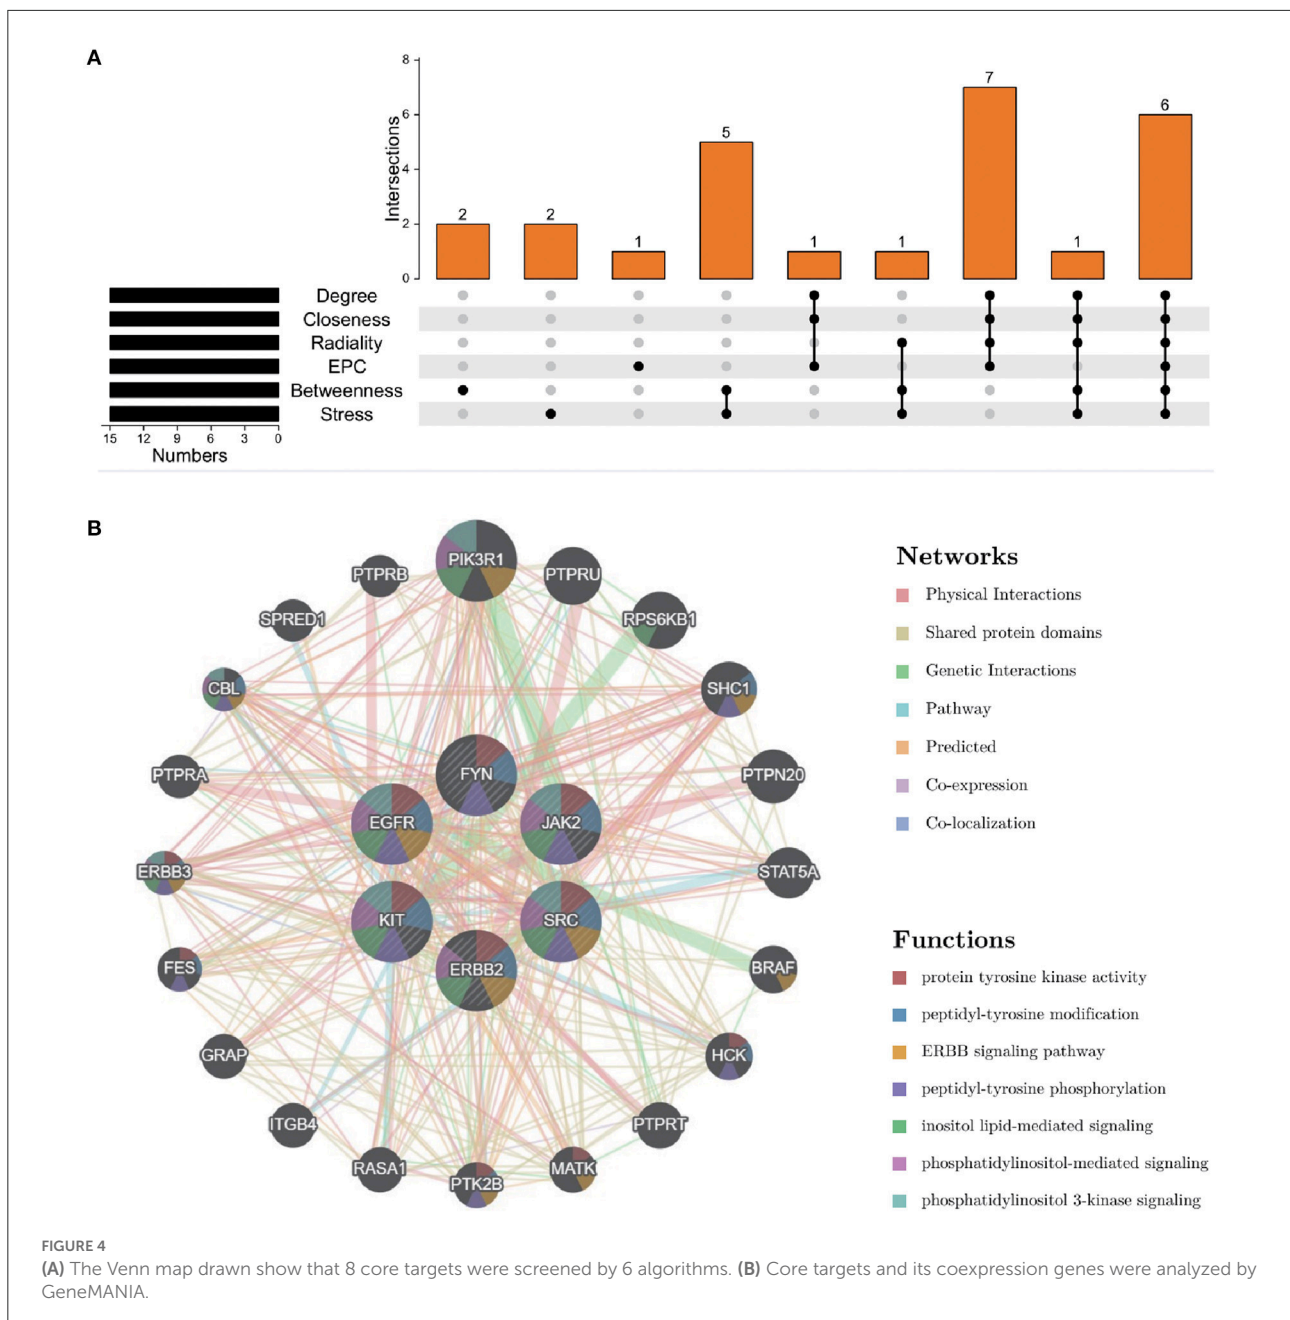 A
8
6
4
2
0
Intersections
2
2
1
5
1
1
7
1
6
Degree
Closeness
Radiality
EPC
Betweenness
Stress
15 12 9 6 3 0
Numbers
B
PIK3R1
PTPRB
PTPRU
SPRED1
RPS6KB1
CBL
SHC1
FYN
PTPRA
PTPN20
EGFR
JAK2
ERBB3
STAT5A
KIT
SRC
FES
ERBB2
BRAF
GRAP
HCK
ITGB4
PTPRT
RASA1
PTK2B
MATK
Networks
Physical Interactions
Shared protein domains
Genetic Interactions
Pathway
Predicted
Co-expression
Co-localization
Functions
protein tyrosine kinase activity
peptidyl-tyrosine modification
ERBB signaling pathway
peptidyl-tyrosine phosphorylation
inositol lipid-mediated signaling
phosphatidylinositol-mediated signaling
phosphatidylinositol 3-kinase signaling
FIGURE 4
(A) The Venn map drawn show that 8 core targets were screened by 6 algorithms. (B) Core targets and its coexpression genes were analyzed by
GeneMANIA.